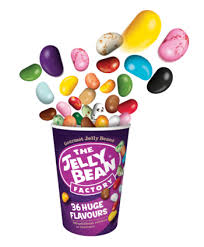 Gourmet Jelly Beans
THE
JELLY
BEAN
FACTORY
36 HUGE
FLAVOURS